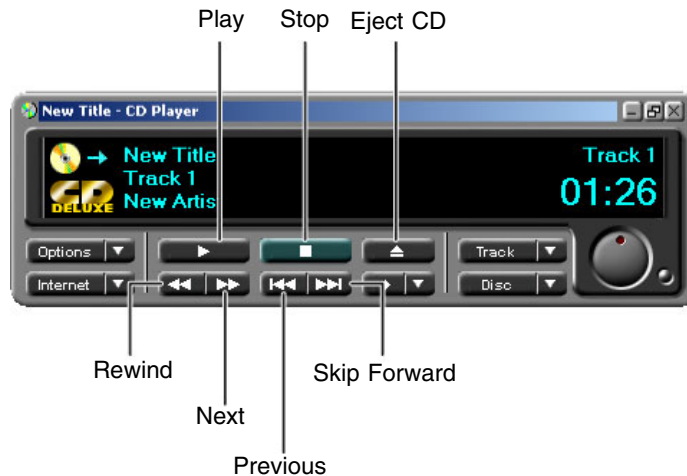 Play Stop Eject CD
New Title - CD Player
New Title
Track 1
New Artis
CD
DELUXE
Track 1
01:26
Options
Track
Internet
Disc
Rewind
Skip Forward
Next
Previous